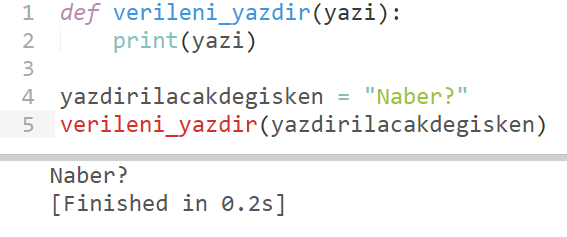 1 def verileni_yazdir(yazi):
2     print(yazi)
3
4 yazdirilacakdegisken = "Naber?"
5 verileni_yazdir(yazdirilacakdegisken)
Naber?
[Finished in 0.2s]